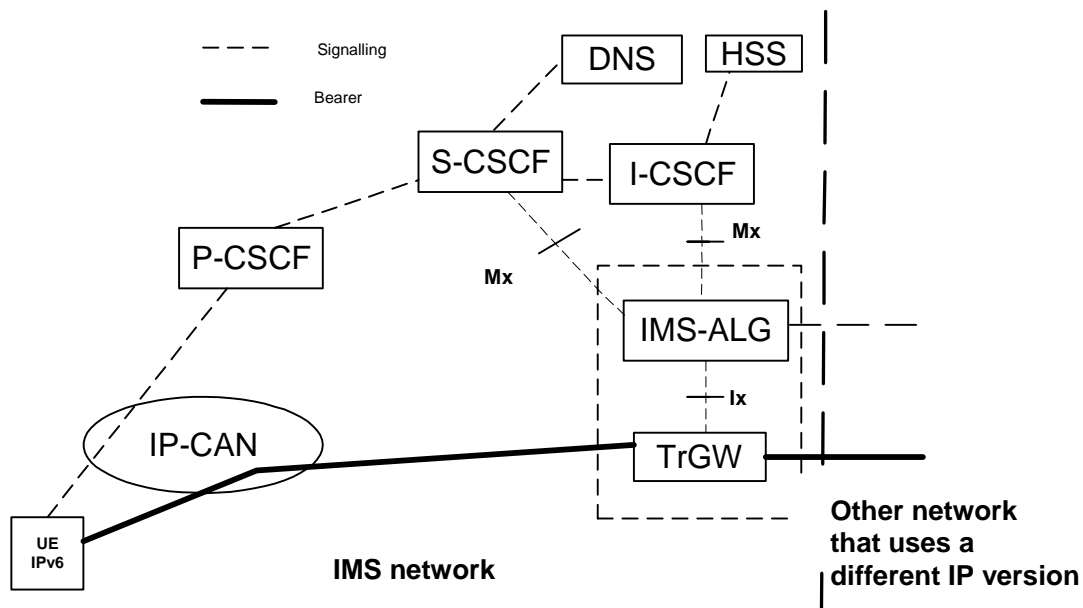 Signalling
Bearer
DNS
HSS
S-CSCF
I-CSCF
P-CSCF
Mx
Mx
IMS-ALG
Ix
IP-CAN
TrGW
UE
IPv6
IMS network
Other network
that uses a
different IP version